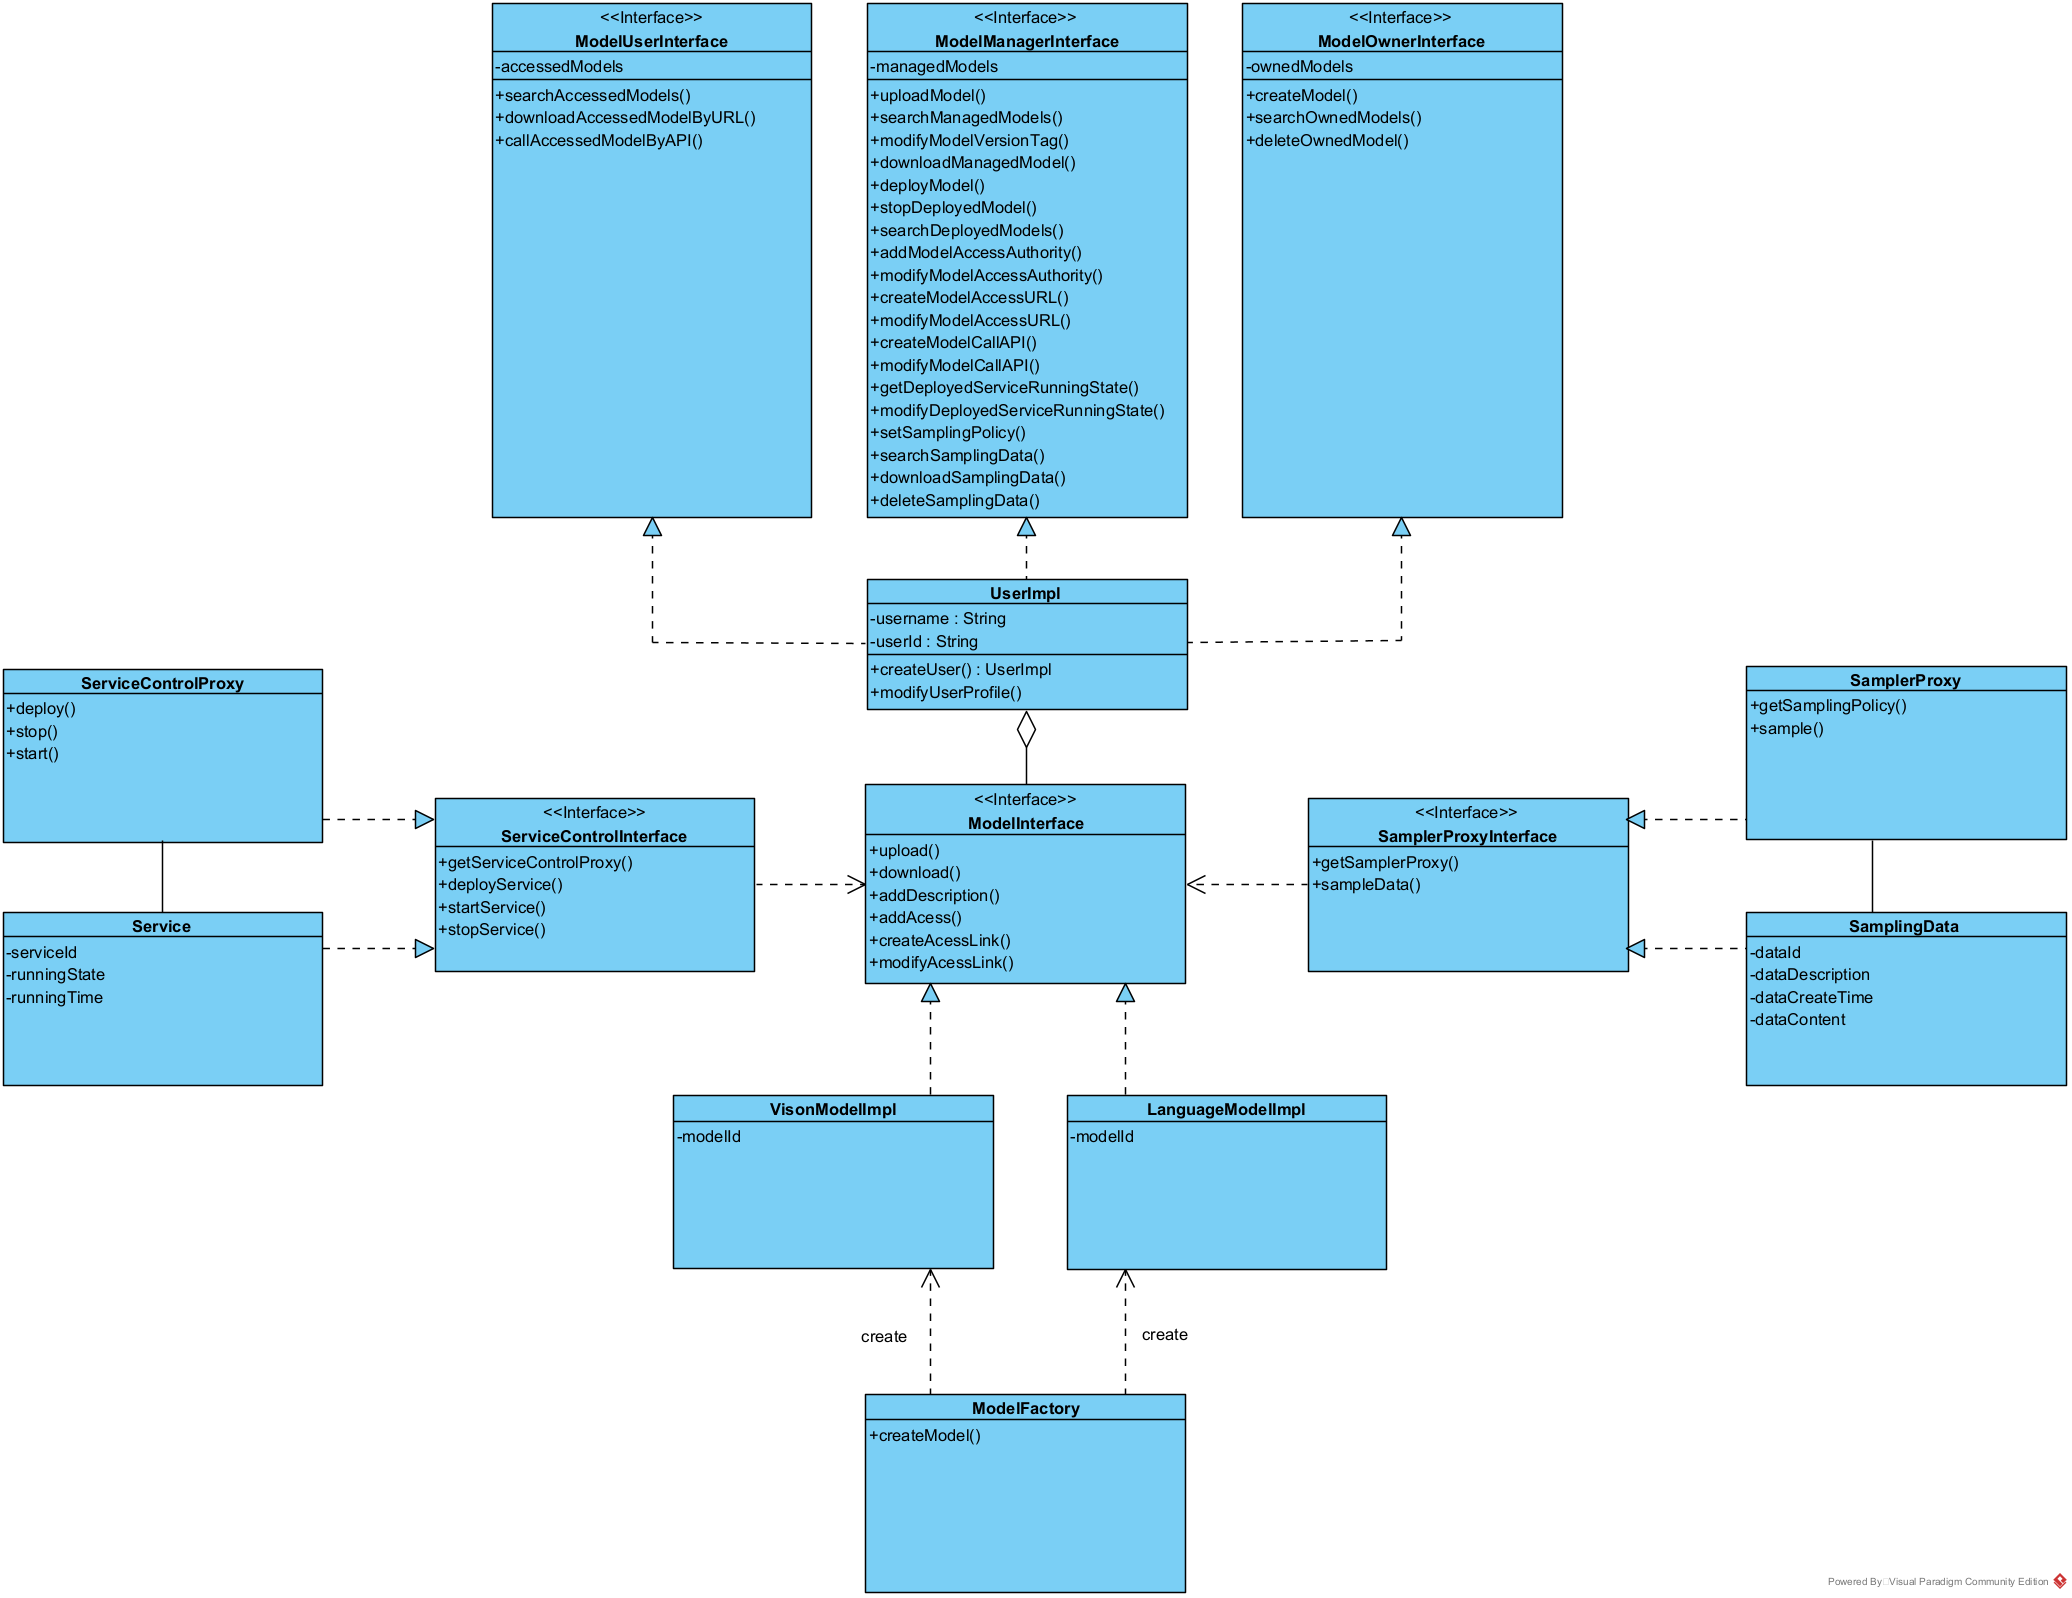 <<Interface>>
ModelUserInterface
-accessedModels
+searchAccessedModels()
+downloadAccessedModelByURL()
+callAccessedModelByAPI()
<<Interface>>
ModelManagerInterface
-managedModels
+uploadModel()
+searchManagedModels()
+modifyModelVersionTag()
+downloadManagedModel()
+deployModel()
+stopDeployedModel()
+searchDeployedModels()
+addModelAccessAuthority()
+modifyModelAccessAuthority()
+createModelAccessURL()
+modifyModelAccessURL()
+createModelCallAPI()
+modifyModelCallAPI()
+getDeployedServiceRunningState()
+modifyDeployedServiceRunningState()
+setSamplingPolicy()
+searchSamplingData()
+downloadSamplingData()
+deleteSamplingData()
<<Interface>>
ModelOwnerInterface
-ownedModels
+createModel()
+searchOwnedModels()
+deleteOwnedModel()
UserImpl
-username : String
-userId : String
+createUser() : UserImpl
+modifyUserProfile()
ServiceControlProxy
+deploy()
+stop()
+start()
SamplerProxy
+getSamplingPolicy()
+sample()
<<Interface>>
ServiceControlInterface
+getServiceControlProxy()
+deployService()
+startService()
+stopService()
<<Interface>>
ModelInterface
+upload()
+download()
+addDescription()
+addAcess()
+createAcessLink()
+modifyAcessLink()
<<Interface>>
SamplerProxyInterface
+getSamplerProxy()
+sampleData()
Service
-serviceId
-runningState
-runningTime
SamplingData
-dataId
-dataDescription
-dataCreateTime
-dataContent
VisonModelImpl
-modelId
LanguageModelImpl
-modelId
create
create
ModelFactory
+createModel()
Powered By Visual Paradigm Community Edition